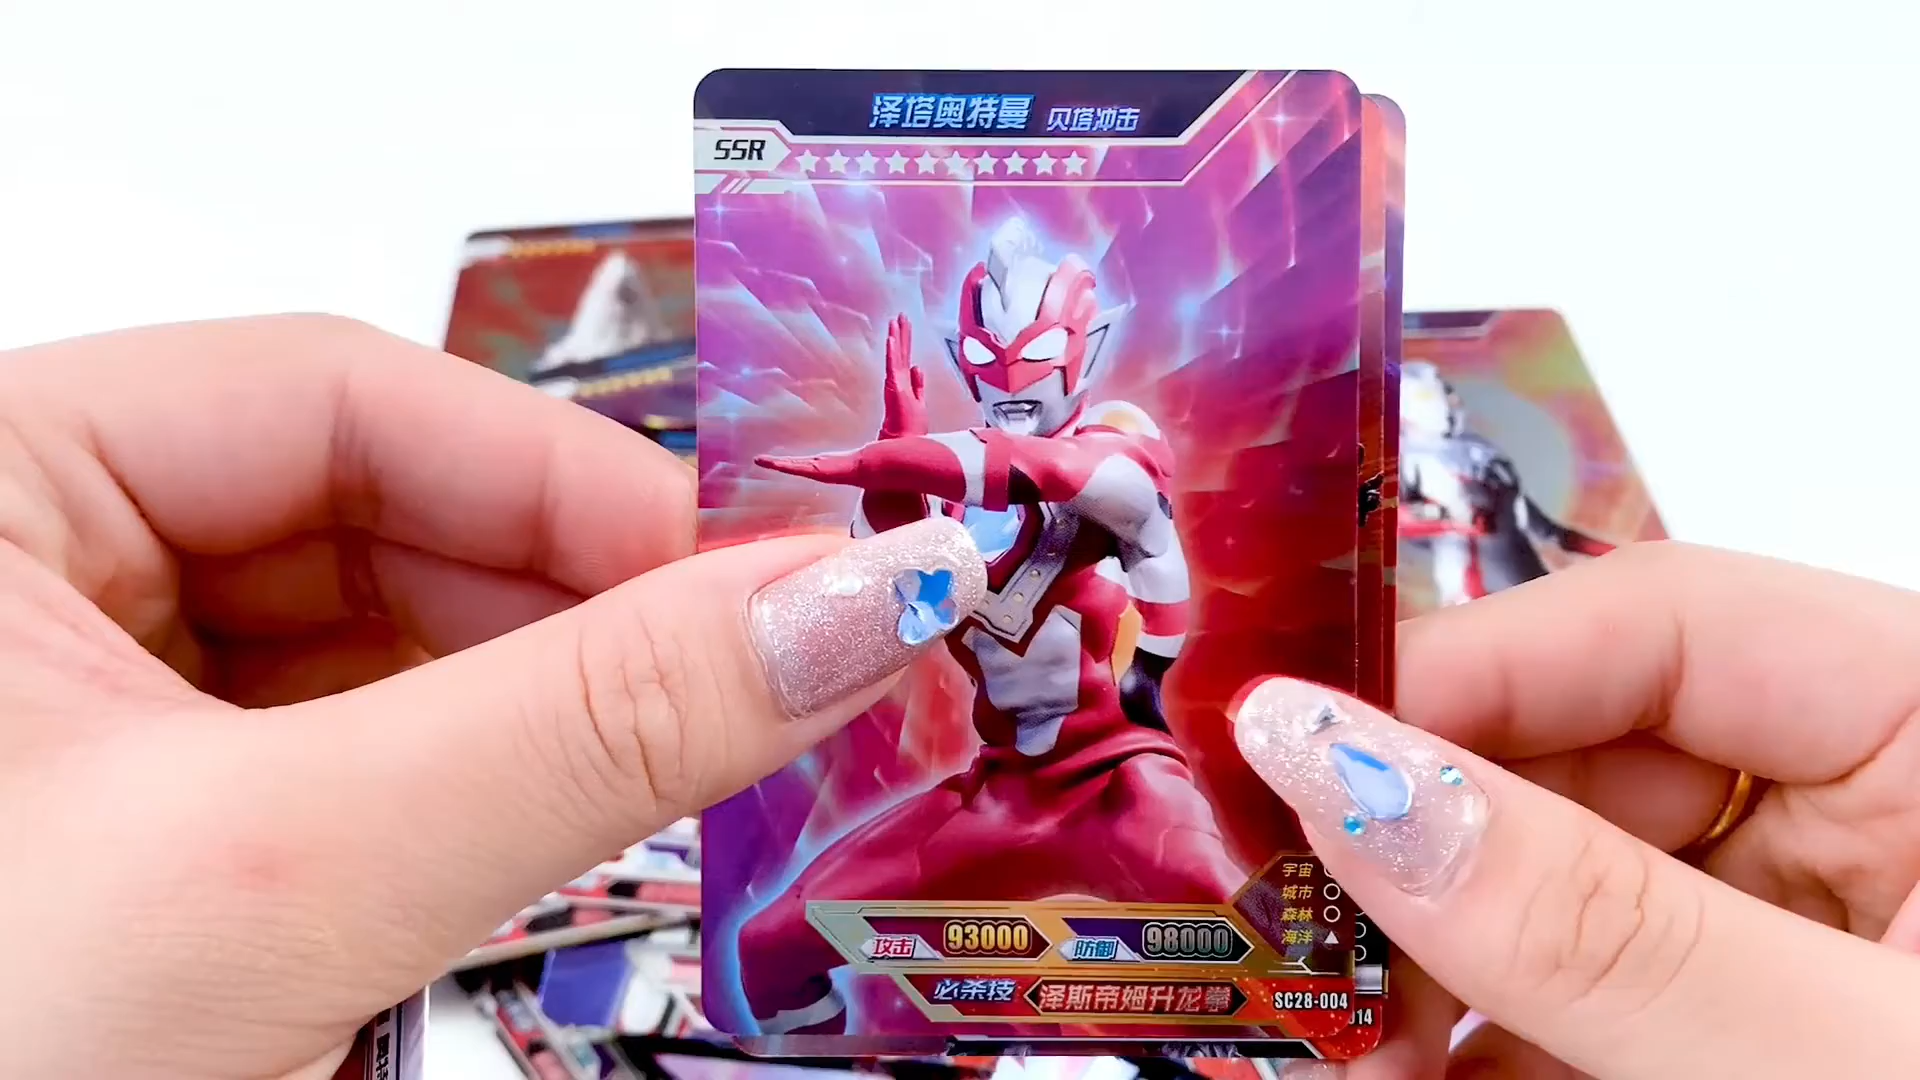 泽塔奥特曼 贝塔冲击
SSR
宇宙
城市
森林
海洋
攻击 93000 防御 98000
必杀技 泽斯帝姆升龙拳
SC28-004
014